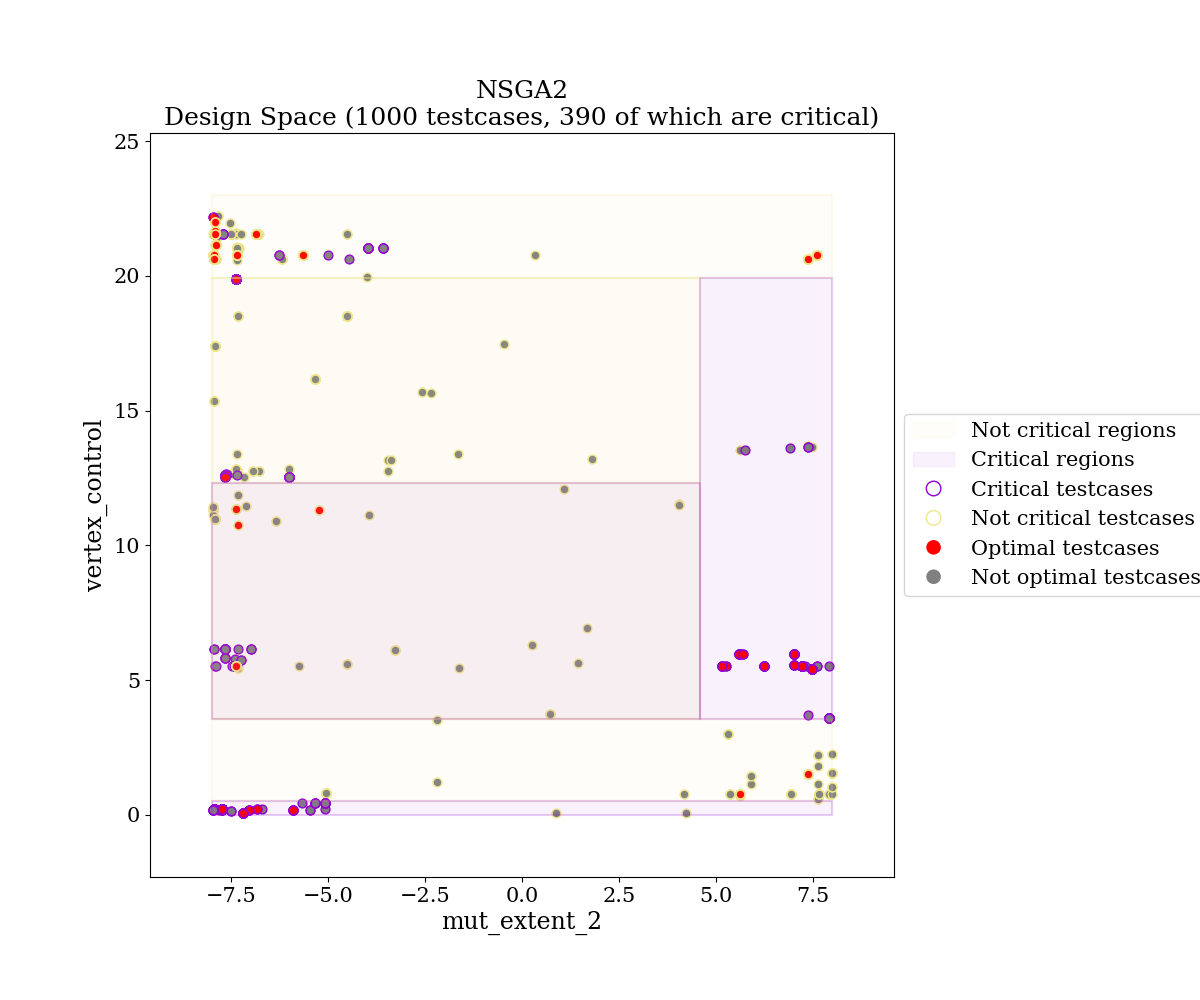 NSGA2
Design Space (1000 testcases, 390 of which are critical)
25
20
15
10
5
0
vertex_control
−7.5
−5.0
−2.5
0.0
2.5
5.0
7.5
mut_extent_2
Not critical regions
Critical regions
Critical testcases
Not critical testcases
Optimal testcases
Not optimal testcases